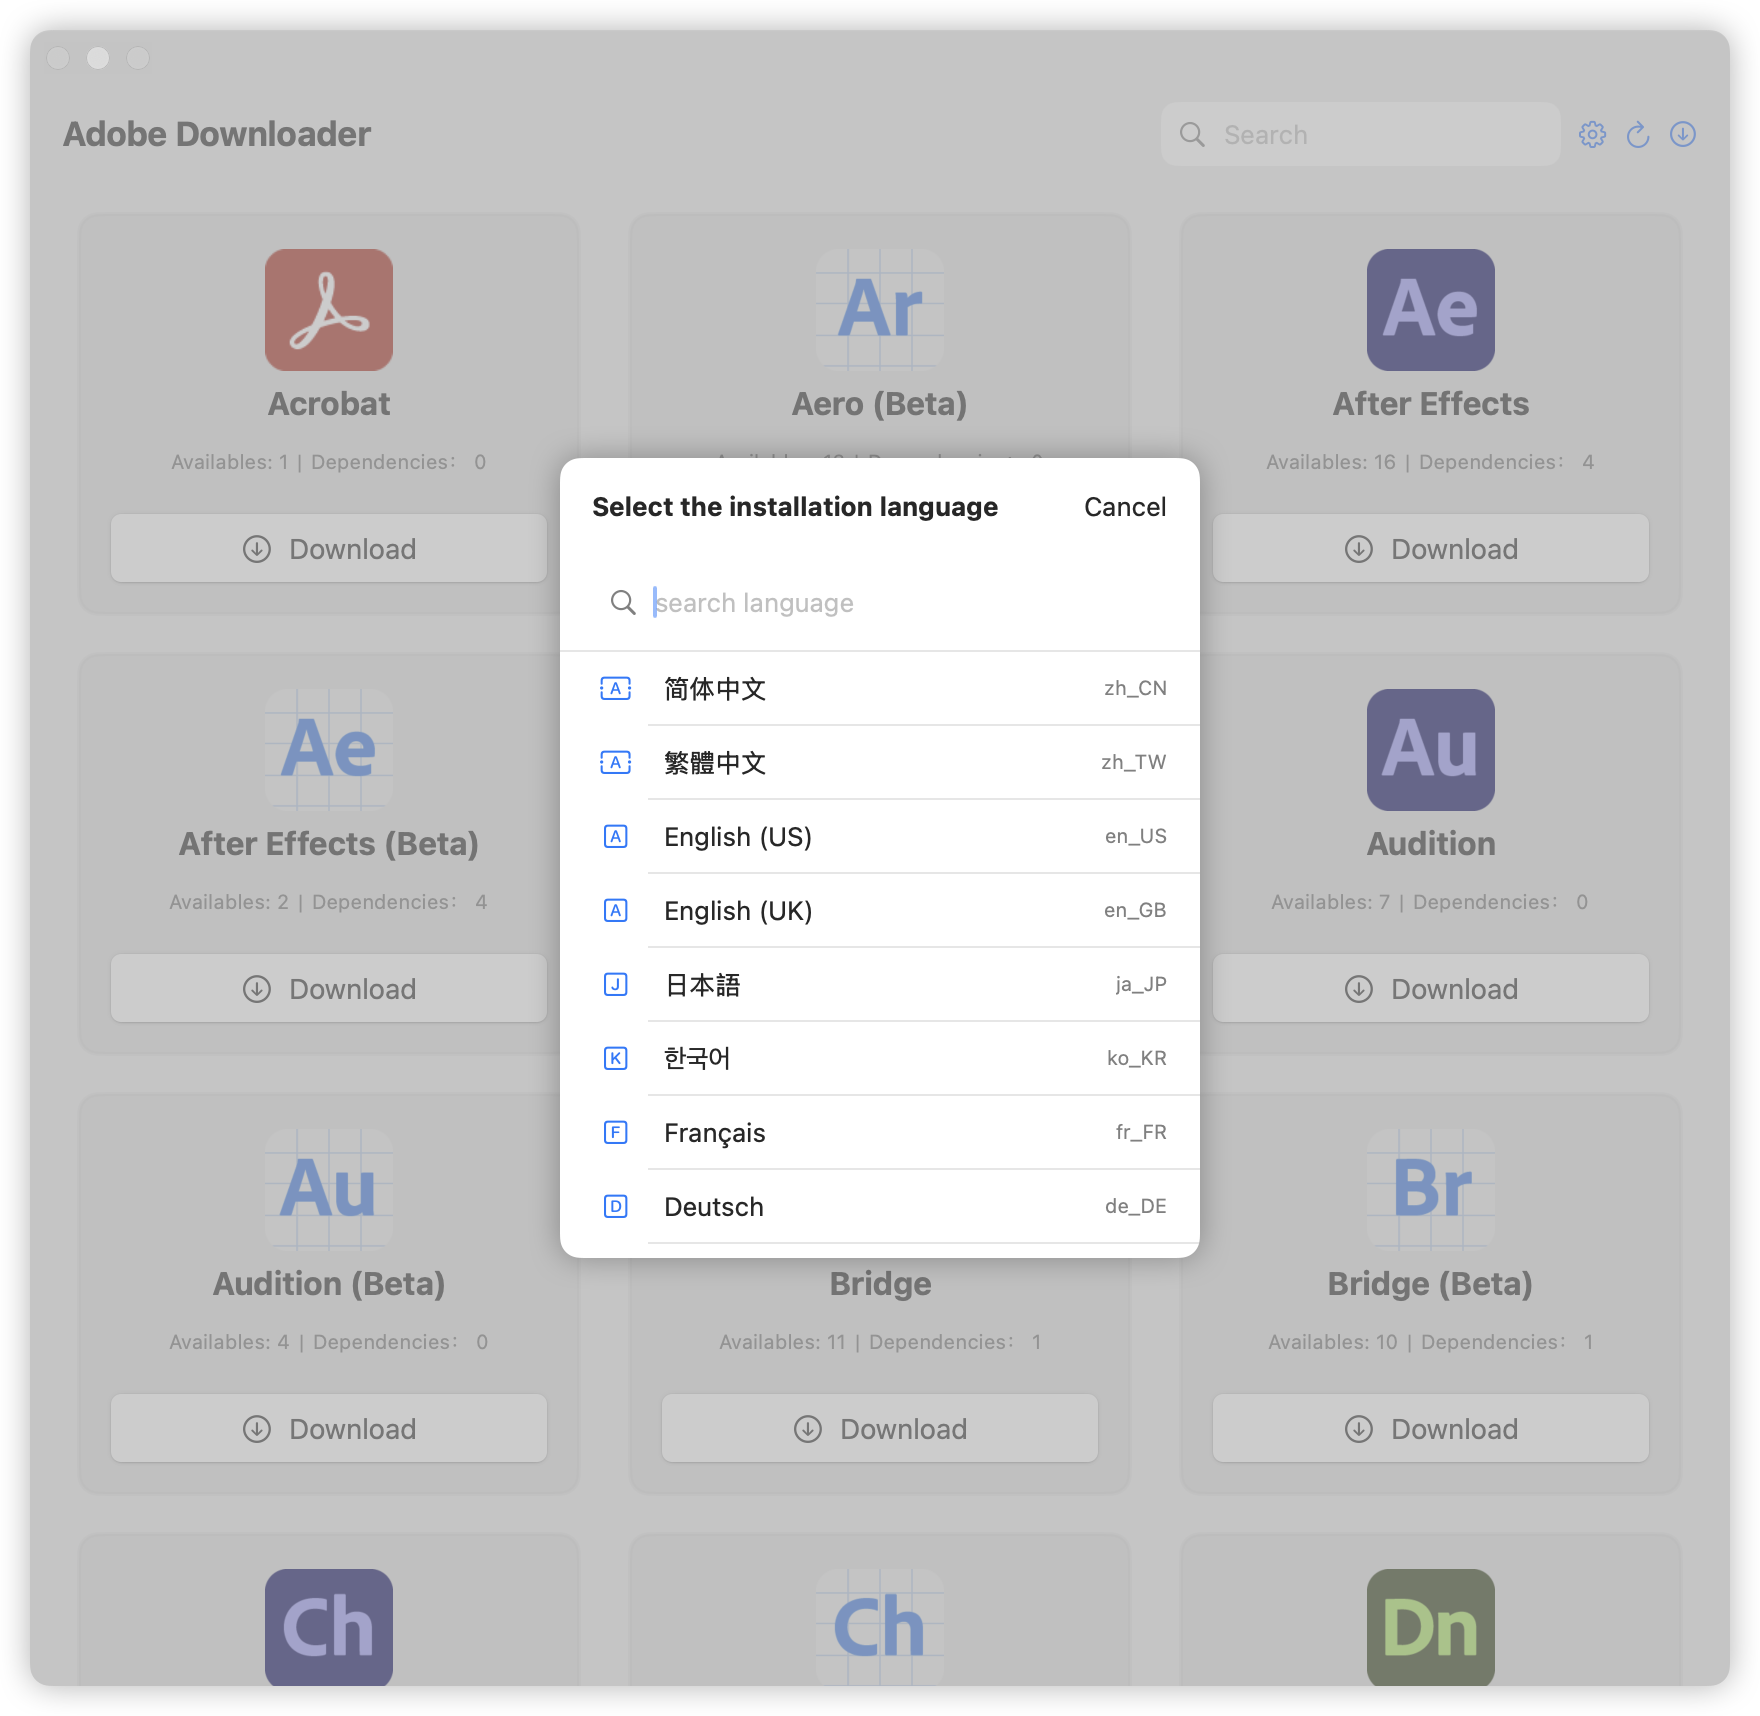 Adobe Downloader
Search
Ar
Ae
Acrobat
Aero (Beta)
After Effects
Availables: 1 | Dependencies: 0
Availables: 16 | Dependencies: 4
Download
Download
Select the installation language
Cancel
search language
A 简体中文 zh_CN
A 繁體中文 zh_TW
A English (US) en_US
A English (UK) en_GB
J 日本語 ja_JP
K 한국어 ko_KR
F Français fr_FR
D Deutsch de_DE
Ae
Au
After Effects (Beta)
Audition
Availables: 2 | Dependencies: 4
Availables: 7 | Dependencies: 0
Download
Download
Au
Br
Audition (Beta)
Bridge
Bridge (Beta)
Availables: 4 | Dependencies: 0
Availables: 11 | Dependencies: 1
Availables: 10 | Dependencies: 1
Download
Download
Download
Ch
Ch
Dn